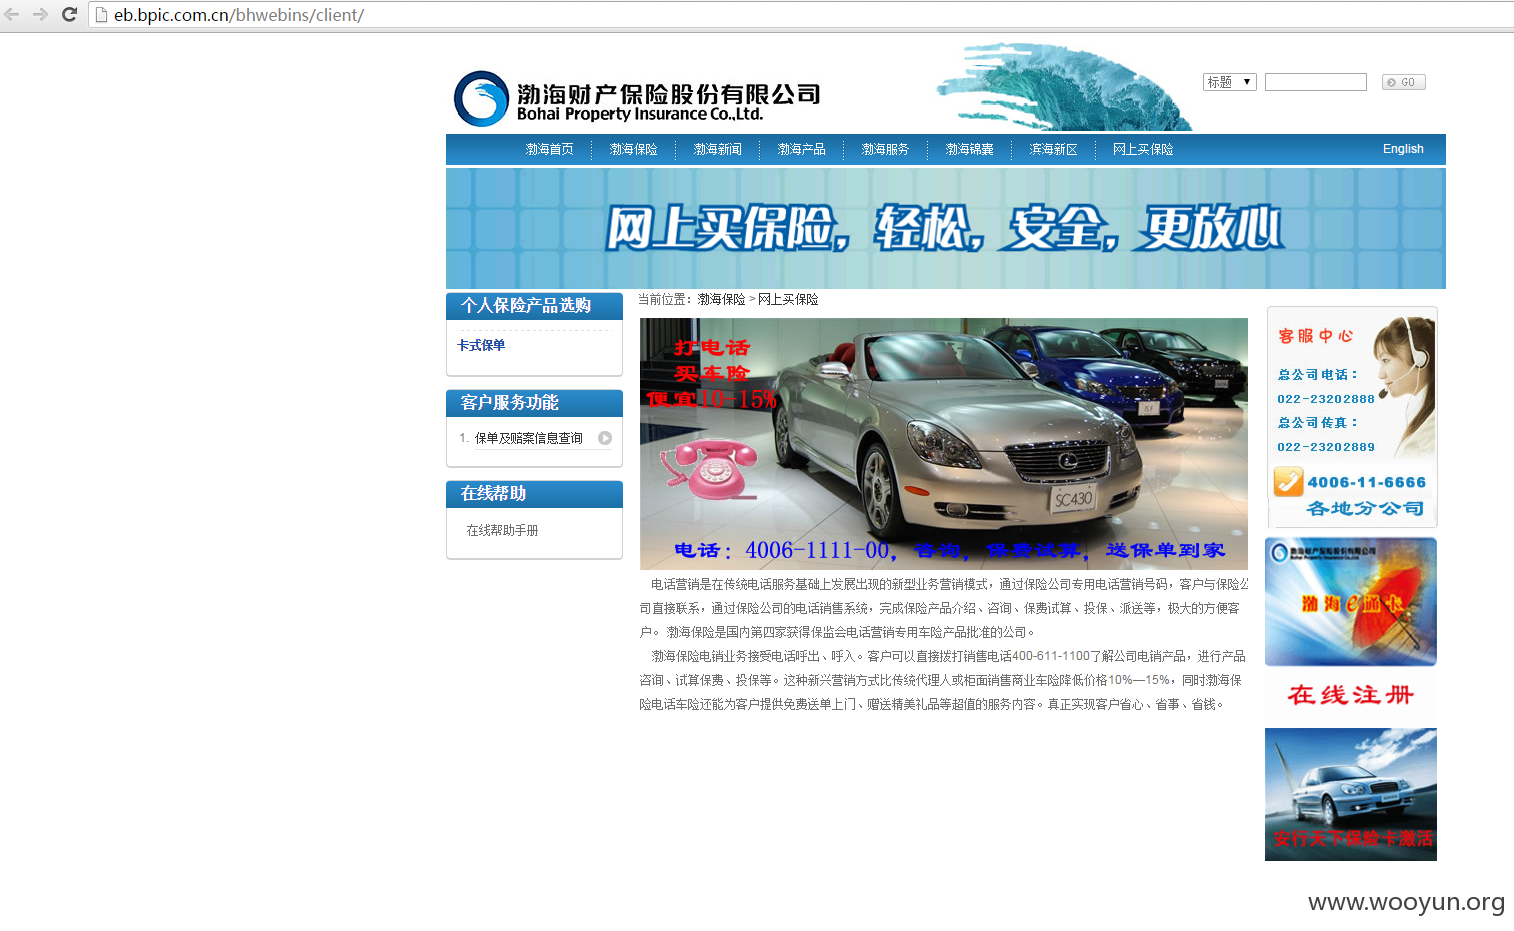 eb.bpic.com.cn/bhwebins/client/
渤海财产保险股份有限公司
Bohai Property Insurance Co.,Ltd.
标题
GO
渤海首页 渤海保险 渤海新闻 渤海产品 渤海服务 渤海锦囊 滨海新区 网上买保险 English
网上买保险，轻松，安全，更放心
个人保险产品选购
卡式保单
客户服务功能
1. 保单及赔案信息查询
在线帮助
在线帮助手册
当前位置：渤海保险 > 网上买保险
打电话
买车险
便宜10-15%
SC430
电话：4006-1111-00，咨询，保费试算，送保单到家
电话营销是在传统电话服务基础上发展出现的新型业务营销模式，通过保险公司专用电话营销号码，客户与保险公
司直接联系，通过保险公司的电话销售系统，完成保险产品介绍、咨询、保费试算、投保、派送等，极大的方便客
户。 渤海保险是国内第四家获得保监会电话营销专用车险产品批准的公司。
渤海保险电销业务接受电话呼出、呼入。客户可以直接拨打销售电话400-611-1100了解公司电销产品，进行产品
咨询、试算保费、投保等。这种新兴营销方式比传统代理人或柜面销售商业车险降低价格10%—15%，同时渤海保
险电话车险还能为客户提供免费送单上门、赠送精美礼品等超值的服务内容。真正实现客户省心、省事、省钱。
客服中心
总公司电话：
022-23202888
总公司传真：
022-23202889
4006-11-6666
各地分公司
渤海财产保险股份有限公司
渤海e通卡
在线注册
安行天下保险卡激活
www.wooyun.org